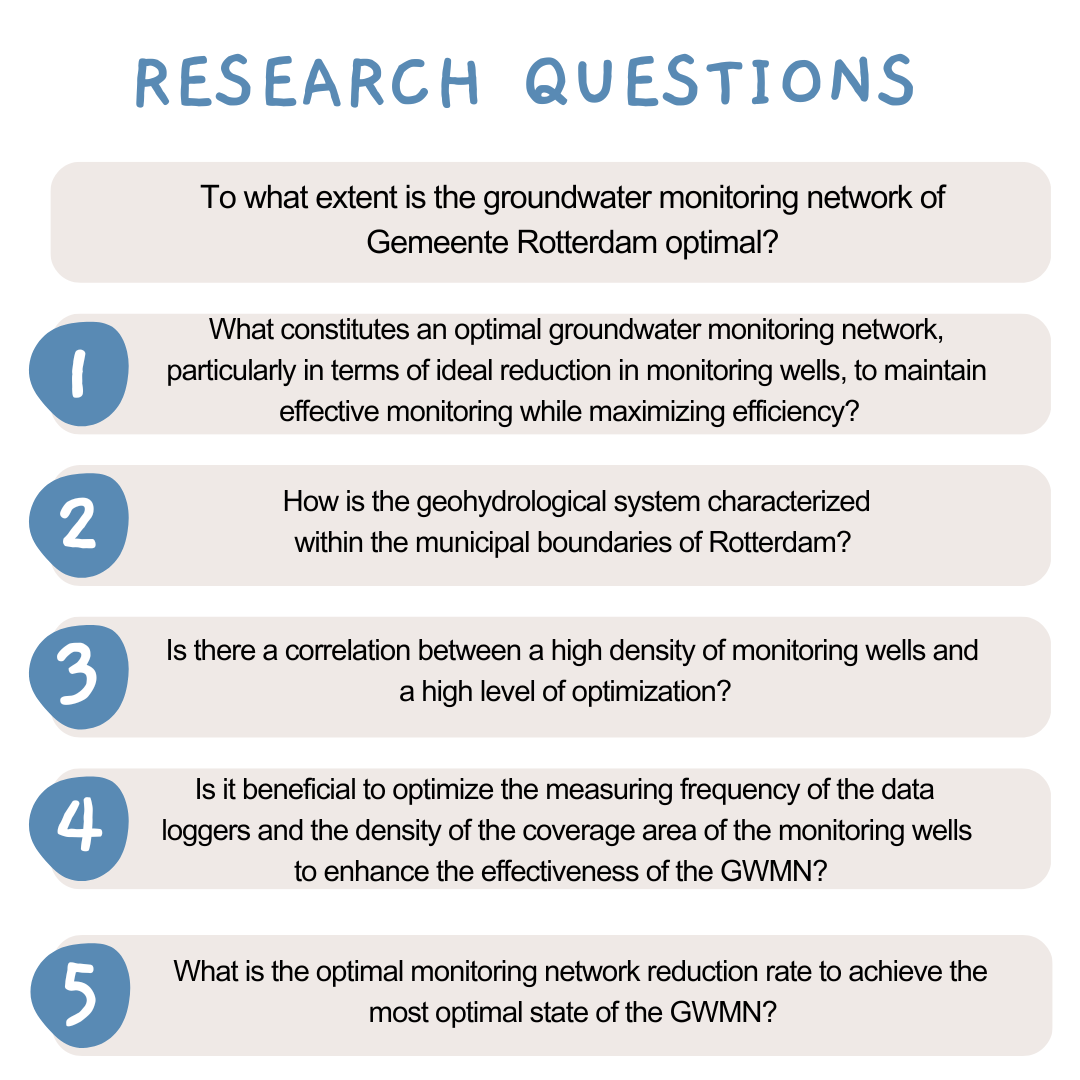 RESEARCH QUESTIONS
To what extent is the groundwater monitoring network of
Gemeente Rotterdam optimal?
1
What constitutes an optimal groundwater monitoring network,
particularly in terms of ideal reduction in monitoring wells, to maintain
effective monitoring while maximizing efficiency?
2
How is the geohydrological system characterized
within the municipal boundaries of Rotterdam?
3
Is there a correlation between a high density of monitoring wells and
a high level of optimization?
4
Is it beneficial to optimize the measuring frequency of the data
loggers and the density of the coverage area of the monitoring wells
to enhance the effectiveness of the GWMN?
5
What is the optimal monitoring network reduction rate to achieve the
most optimal state of the GWMN?